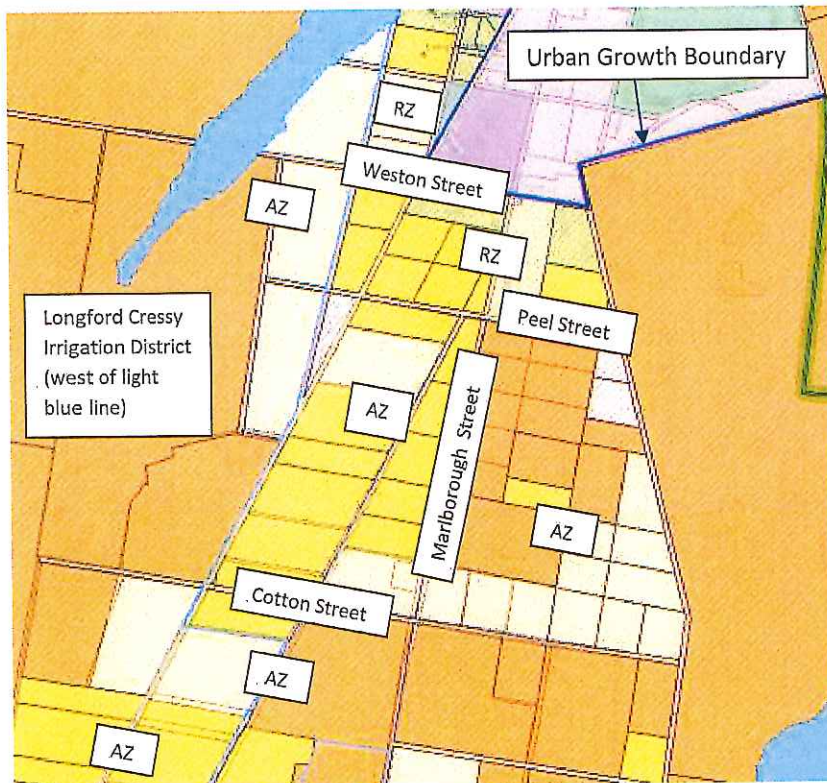 Urban Growth Boundary
RZ
Weston Street
AZ
RZ
Longford Cressy
Irrigation District
(west of light
blue line)
Peel Street
AZ
Marlborough Street
AZ
Cotton Street
AZ
AZ